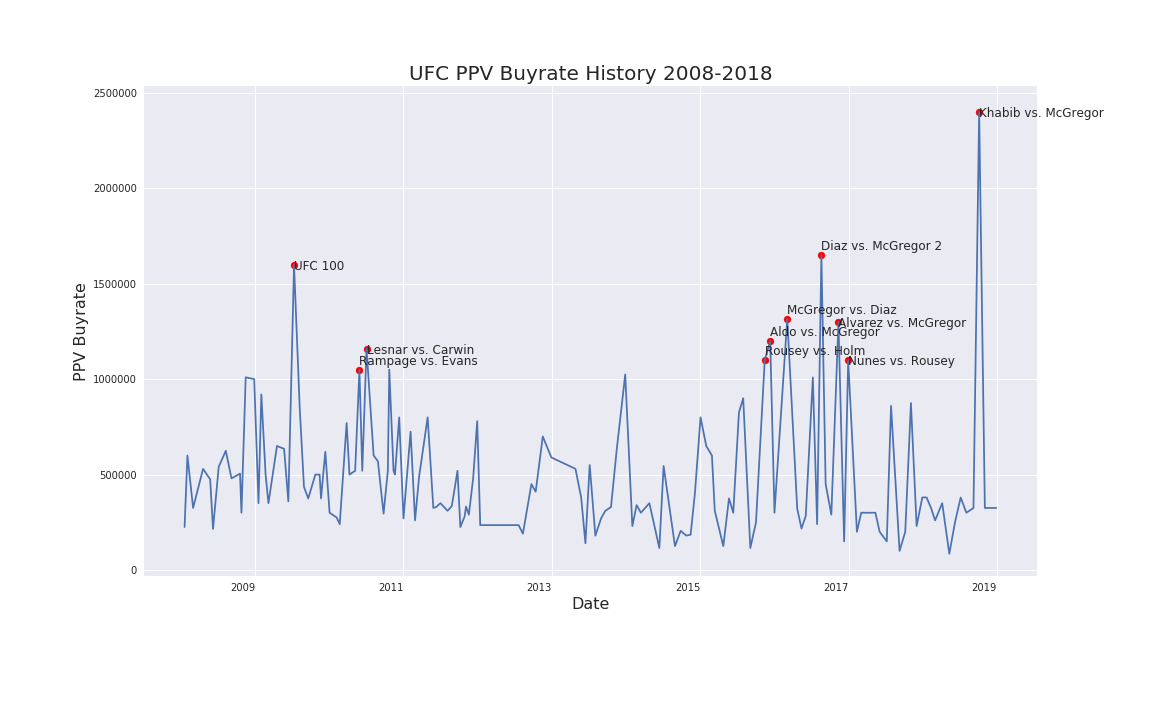 UFC PPV Buyrate History 2008-2018
2500000
Khabib vs. McGregor
2000000
Diaz vs. McGregor 2
UFC 100
1500000
McGregor vs. Diaz
Alvarez vs. McGregor
Aldo vs. McGregor
Lesnar vs. Carwin
Rousey vs. Holm
Rampage vs. Evans
Nunes vs. Rousey
1000000
500000
0
PPV Buyrate
2009 2011 2013 2015 2017 2019
Date